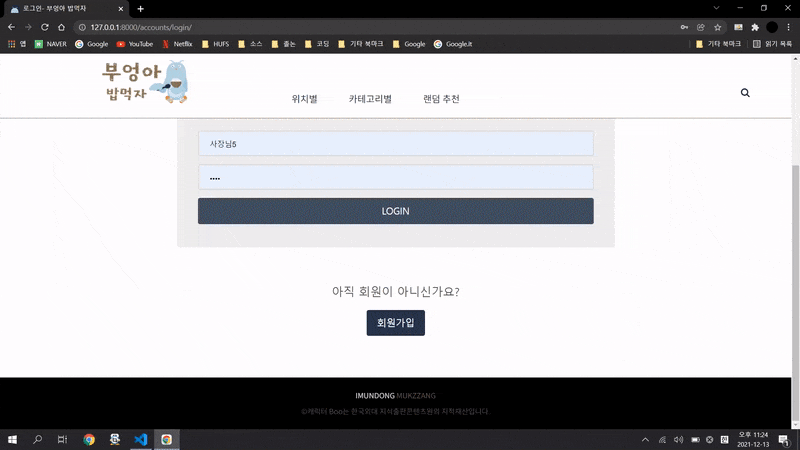 로그인- 부엉아 밥먹자
127.0.0.1:8000/accounts/login/
앱 NAVER Google YouTube Netflix HUFS 소스 졸논 코딩 기타 북마크 Google Google.lt 기타 북마크 읽기 목록
부엉아
밥먹자
위치별 카테고리별 랜덤 추천
사장님5
••••
LOGIN
아직 회원이 아니신가요?
회원가입
IMUNDONG MUKZZANG
©캐릭터 Boo는 한국외대 지식출판콘텐츠원의 지적재산입니다.
오후 11:24
2021-12-13
1